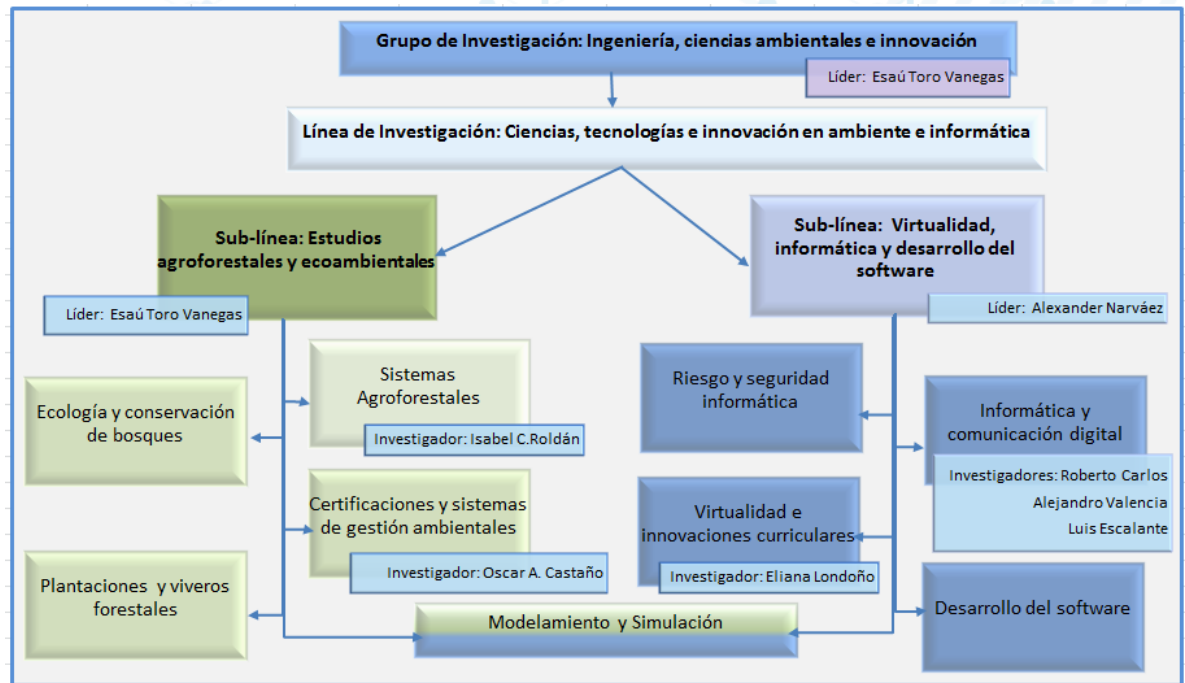 Grupo de Investigación: Ingeniería, ciencias ambientales e innovación
Líder: Esaú Toro Vanegas
Línea de Investigación: Ciencias, tecnologías e innovación en ambiente e informática
Sub-línea: Estudios
agroforestales y ecoambientales
Líder: Esaú Toro Vanegas
Sub-línea: Virtualidad,
informática y desarrollo del
software
Líder: Alexander Narváez
Ecología y conservación
de bosques
Sistemas
Agroforestales
Investigador: Isabel C.Roldán
Certificaciones y sistemas
de gestión ambientales
Investigador: Oscar A. Castaño
Plantaciones y viveros
forestales
Riesgo y seguridad
informática
Informática y
comunicación digital
Investigadores: Roberto Carlos
Alejandro Valencia
Luis Escalante
Virtualidad e
innovaciones curriculares
Investigador: Eliana Londoño
Desarrollo del software
Modelamiento y Simulación